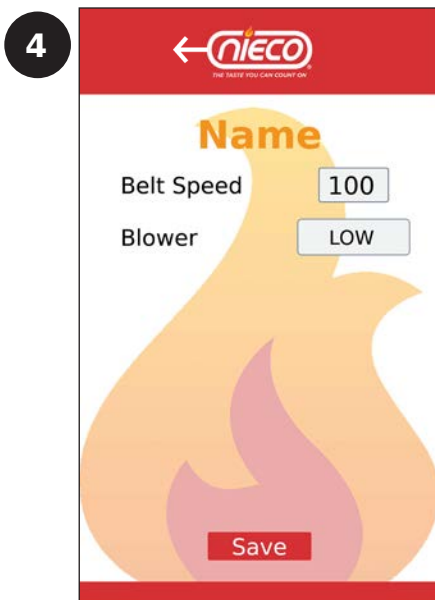 4
nieco
THE TASTE YOU CAN COUNT ON
Name
Belt Speed 100
Blower LOW
Save